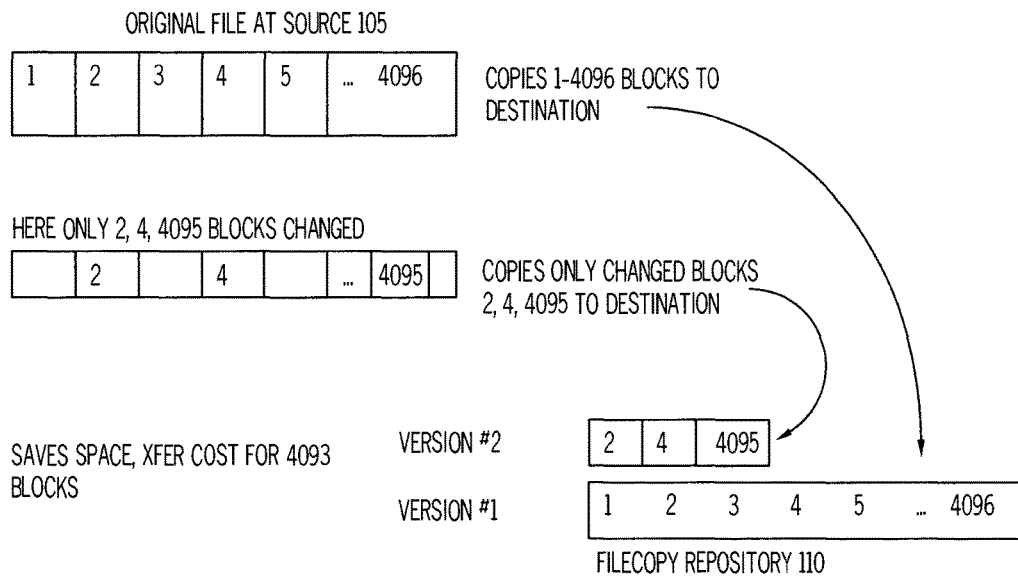 ORIGINAL FILE AT SOURCE 105
1 2 3 4 5 ... 4096
COPIES 1-4096 BLOCKS TO
DESTINATION
HERE ONLY 2, 4, 4095 BLOCKS CHANGED
2 4 ... 4095
COPIES ONLY CHANGED BLOCKS
2, 4, 4095 TO DESTINATION
SAVES SPACE, XFER COST FOR 4093
BLOCKS
VERSION #2
2 4 4095
VERSION #1
1 2 3 4 5 ... 4096
FILECOPY REPOSITORY 110